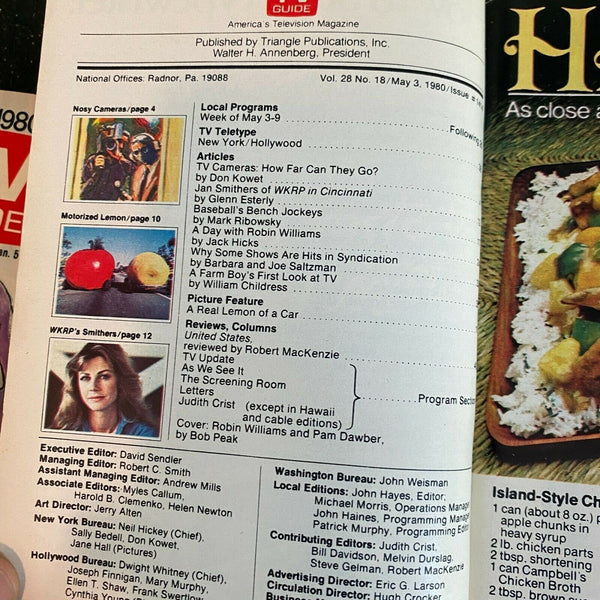 TV
GUIDE
America's Television Magazine
Published by Triangle Publications, Inc.
Walter H. Annenberg, President
National Offices: Radnor, Pa. 19088
Vol. 28 No. 18/May 3, 1980/Issue
Nosy Cameras/page 4
Motorized Lemon/page 10
WKRP's Smithers/page 12
Local Programs
Week of May 3-9
TV Teletype
New York/Hollywood
Following
Articles
TV Cameras: How Far Can They Go?
by Don Kowet
Jan Smithers of WKRP in Cincinnati
by Glenn Esterly
Baseball's Bench Jockeys
by Mark Ribowsky
A Day with Robin Williams
by Jack Hicks
Why Some Shows Are Hits in Syndication
by Barbara and Joe Saltzman
A Farm Boy's First Look at TV
by William Childress
Picture Feature
A Real Lemon of a Car
Reviews, Columns
United States,
reviewed by Robert MacKenzie
TV Update
As We See It
The Screening Room
Letters
Judith Crist (except in Hawaii
and cable editions)
Program Section
Cover: Robin Williams and Pam Dawber,
by Bob Peak
Executive Editor: David Sendler
Managing Editor: Robert C. Smith
Assistant Managing Editor: Andrew Mills
Associate Editors: Myles Callum,
Harold B. Clemenko, Helen Newton
Art Director: Jerry Alten
New York Bureau: Neil Hickey (Chief),
Sally Bedell, Don Kowet,
Jane Hall (Pictures)
Hollywood Bureau: Dwight Whitney (Chief),
Joseph Finnigan, Mary Murphy,
Ellen T. Shaw, Frank Swertlow,
Cynthia Young
Washington Bureau: John Weisman
Local Editions: John Hayes, Editor;
Michael Morris, Operations Manager
John Haines, Programming Manager
Patrick Murphy, Programming Editor
Contributing Editors: Judith Crist,
Bill Davidson, Melvin Durslag,
Steve Gelman, Robert MacKenzie
Advertising Director: Eric G. Larson
Circulation Director: Hugh Crocker
1980
an. 5
As close a
Island-Style Ch
1 can (about 8 oz.) p
apple chunks in
heavy syrup
2 lb. chicken parts
2 tbsp. shortening
1 can Campbell's
Chicken Broth
2 tbsp. brown